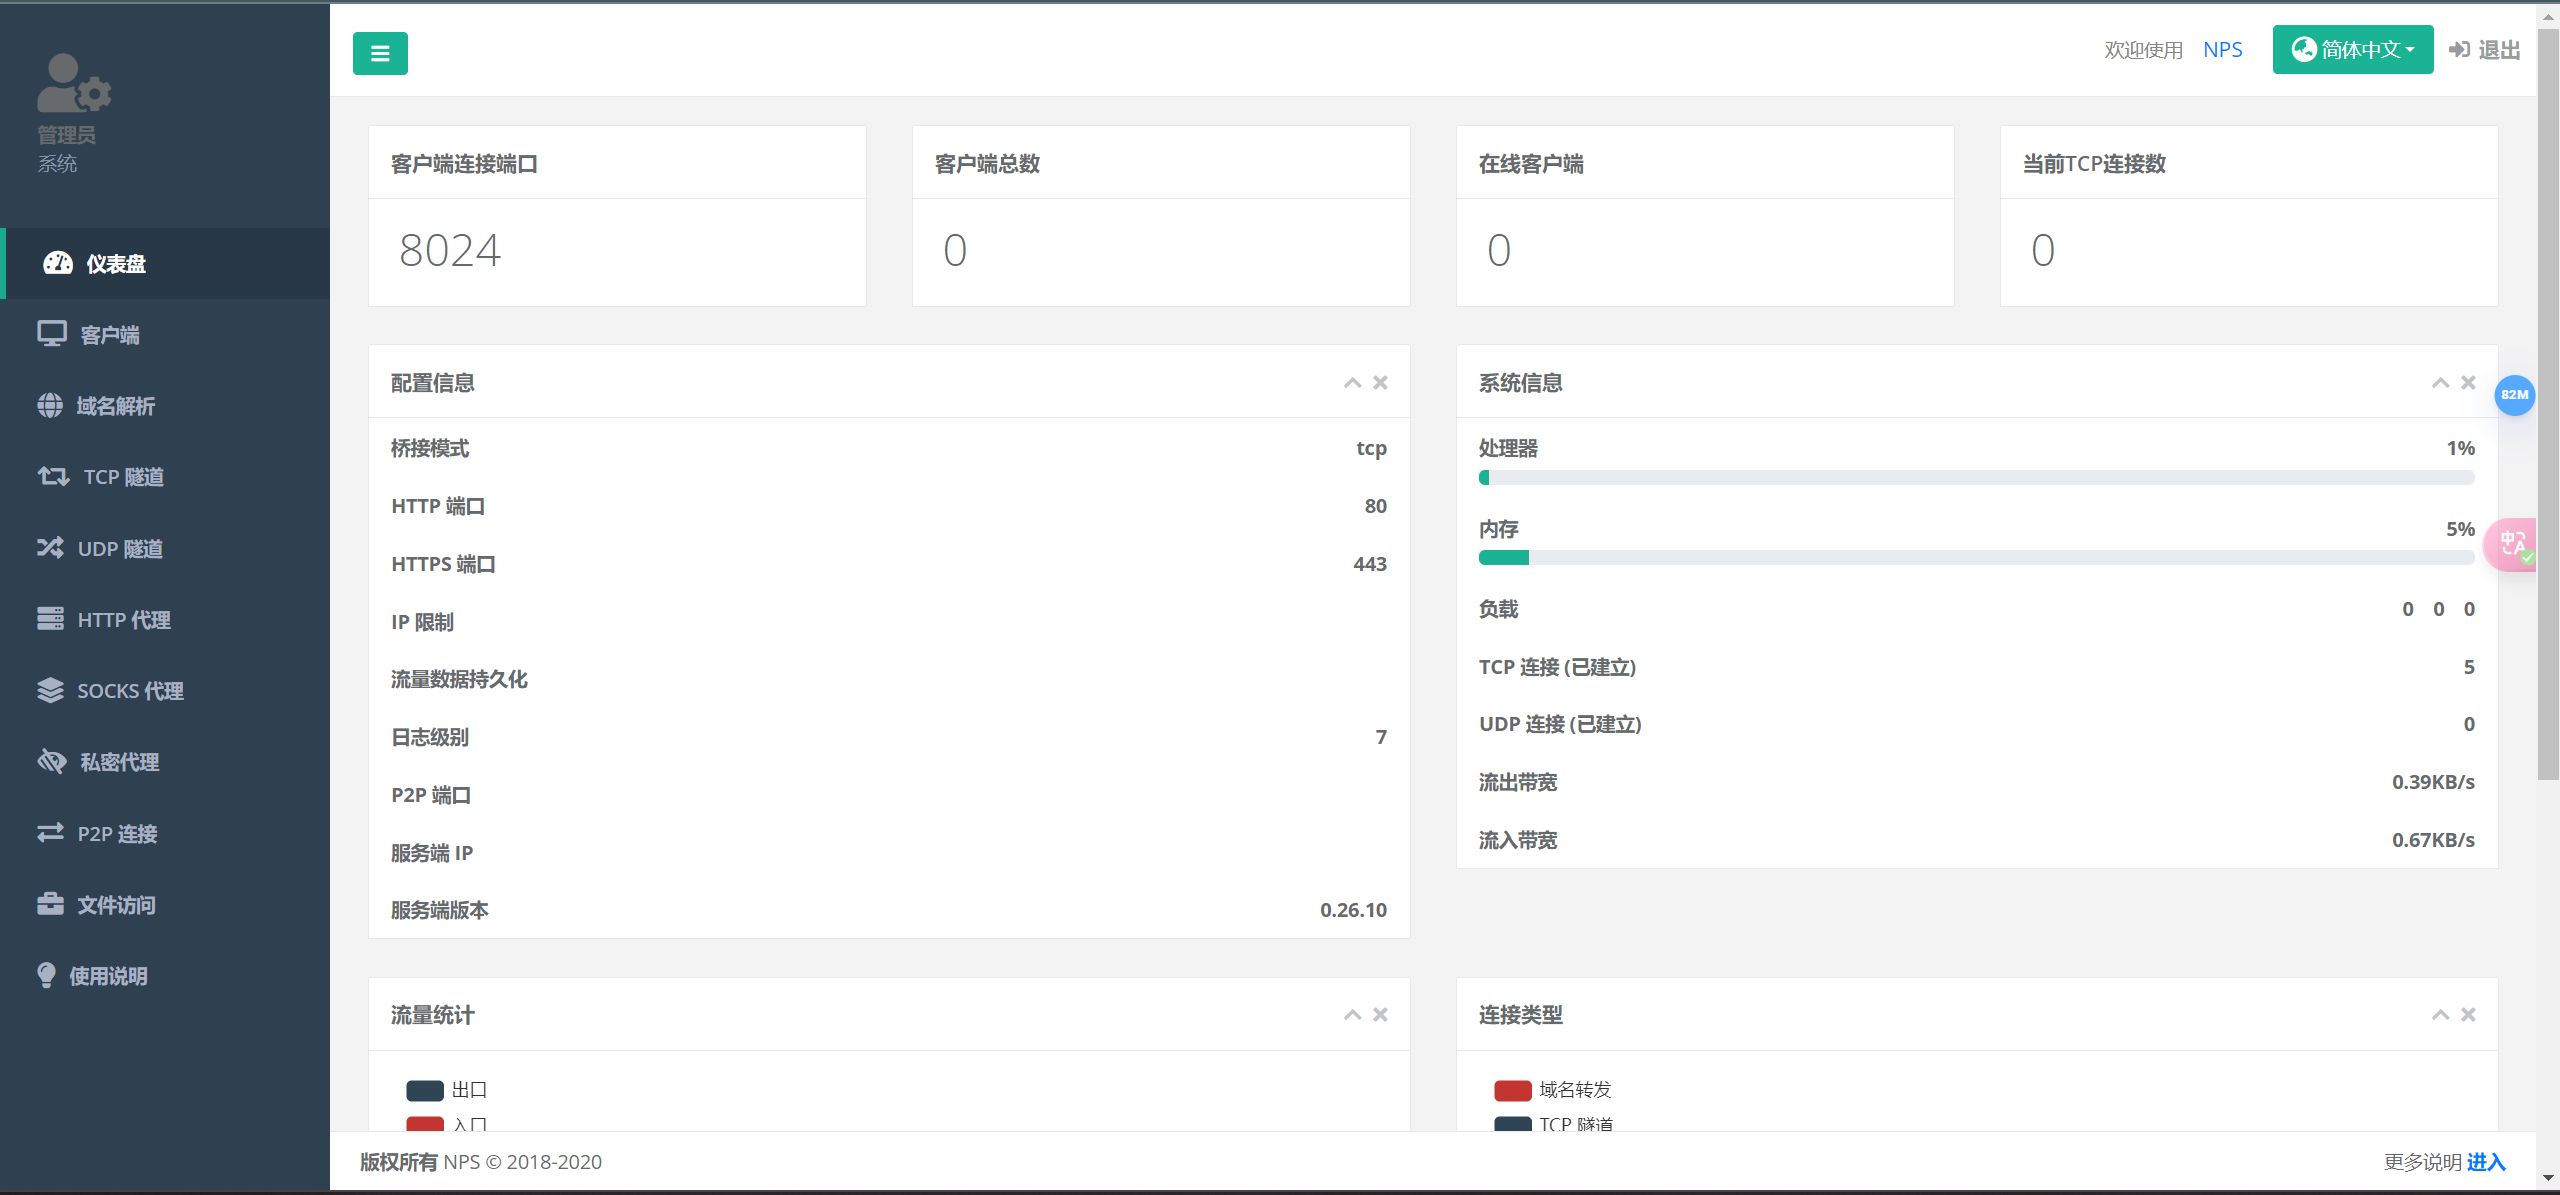 管理员
系统
仪表盘
客户端
域名解析
TCP 隧道
UDP 隧道
HTTP 代理
SOCKS 代理
私密代理
P2P 连接
文件访问
使用说明
欢迎使用 NPS 简体中文 退出
客户端连接端口
8024
客户端总数
0
在线客户端
0
当前TCP连接数
0
配置信息
桥接模式 tcp
HTTP 端口 80
HTTPS 端口 443
IP 限制
流量数据持久化
日志级别 7
P2P 端口
服务端 IP
服务端版本 0.26.10
系统信息
处理器 1%
内存 5%
负载 0 0 0
TCP 连接 (已建立) 5
UDP 连接 (已建立) 0
流出带宽 0.39KB/s
流入带宽 0.67KB/s
82M
中 A
流量统计
出口
入口
连接类型
域名转发
TCP 隧道
版权所有 NPS © 2018-2020
更多说明 进入